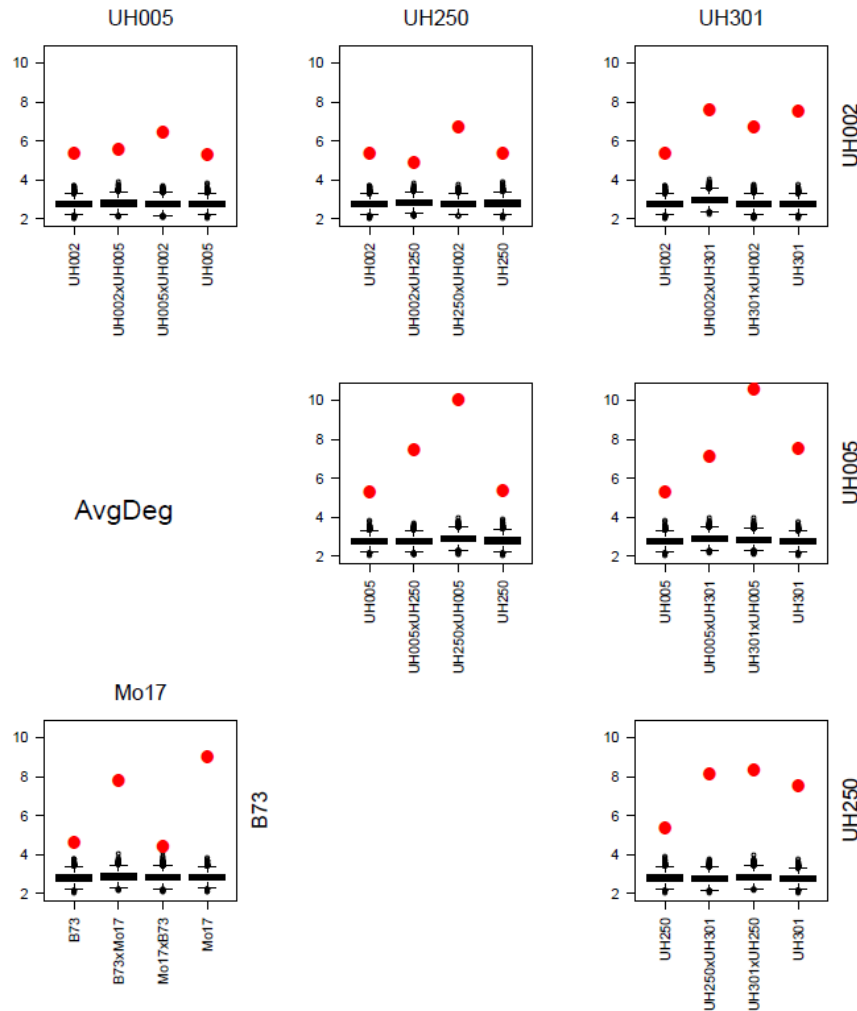 UH005 UH250 UH301
10 10 10
8 8 8
6 6 6
4 4 4
2 2 2
UH002
UH002 UH002xUH005 UH005xUH002 UH005
UH002 UH002xUH250 UH250xUH002 UH250
UH002 UH002xUH301 UH301xUH002 UH301
10 10
8 8
6 6
4 4
2 2
UH005
AvgDeg
UH005 UH005xUH250 UH250xUH005 UH250
UH005 UH005xUH301 UH301xUH005 UH301
Mo17
10 10
8 8
6 6
4 4
2 2
B73
UH250
B73 B73xMo17 Mo17xB73 Mo17
UH250 UH250xUH301 UH301xUH250 UH301